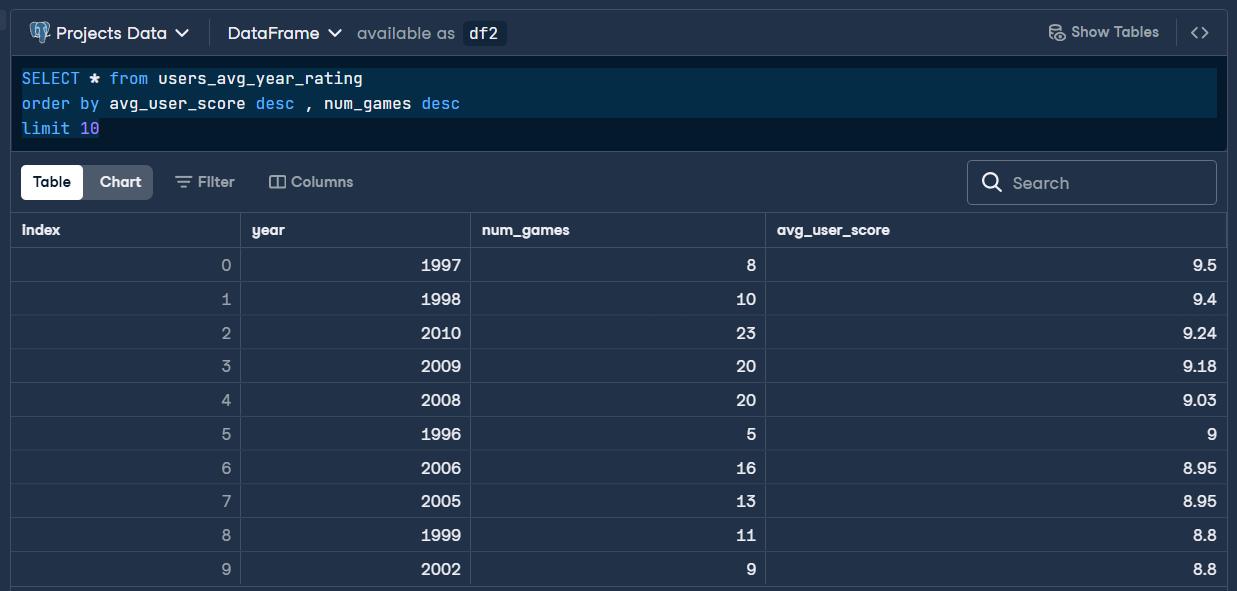 Projects Data DataFrame available as df2 Show Tables <>
SELECT * from users_avg_year_rating
order by avg_user_score desc , num_games desc
limit 10
Table Chart Filter Columns Search
index year num_games avg_user_score
0 1997 8 9.5
1 1998 10 9.4
2 2010 23 9.24
3 2009 20 9.18
4 2008 20 9.03
5 1996 5 9
6 2006 16 8.95
7 2005 13 8.95
8 1999 11 8.8
9 2002 9 8.8